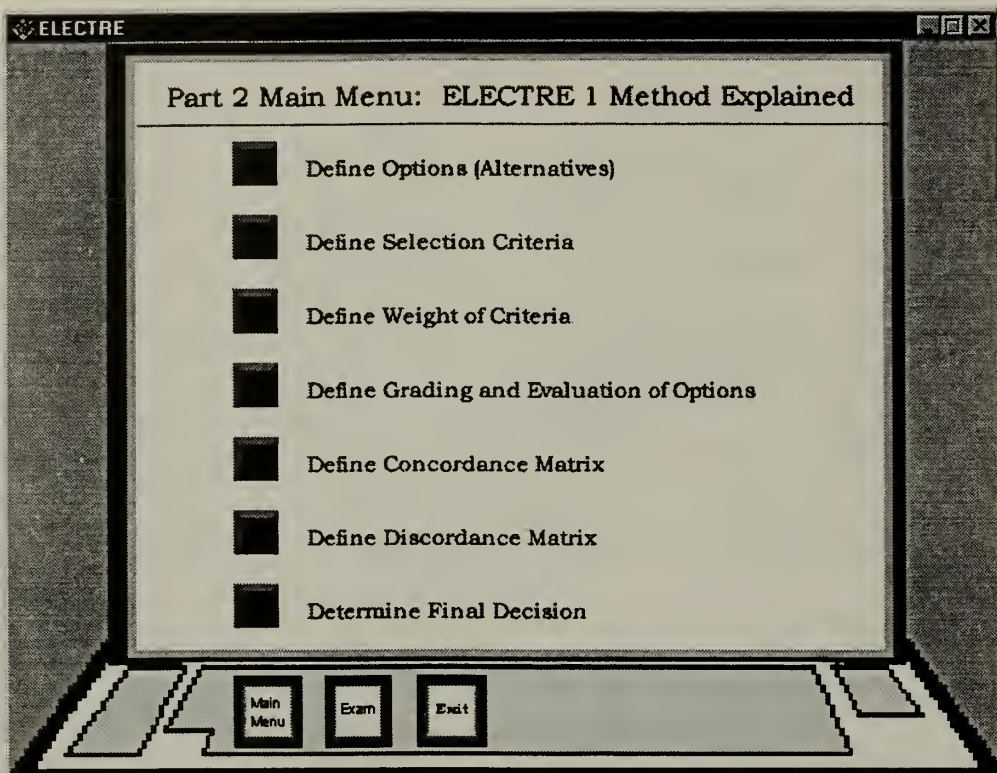 ELECTRE
Part 2 Main Menu: ELECTRE 1 Method Explained
Define Options (Alternatives)
Define Selection Criteria
Define Weight of Criteria
Define Grading and Evaluation of Options
Define Concordance Matrix
Define Discordance Matrix
Determine Final Decision
Main
Menu
Exam
Exit